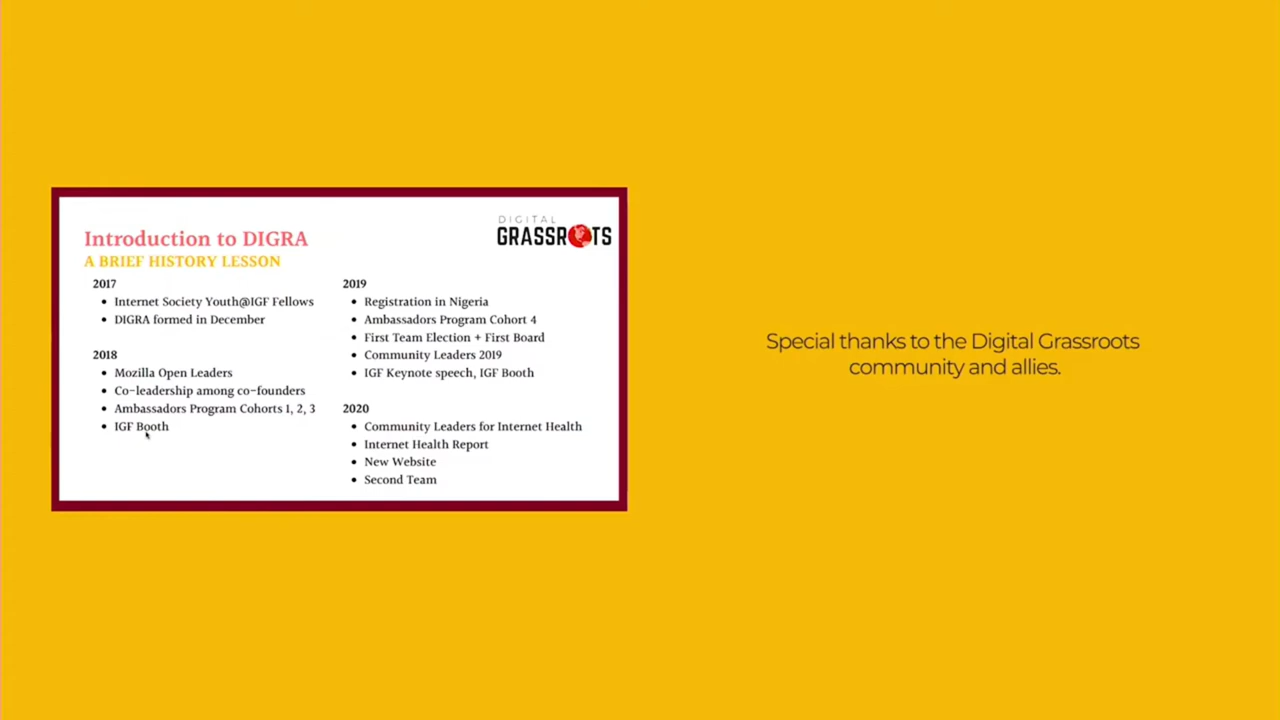 DIGITAL
GRASSROOTS
Introduction to DIGRA
A BRIEF HISTORY LESSON
2017
• Internet Society Youth@IGF Fellows
• DIGRA formed in December
2018
• Mozilla Open Leaders
• Co-leadership among co-founders
• Ambassadors Program Cohorts 1, 2, 3
• IGF Booth
2019
• Registration in Nigeria
• Ambassadors Program Cohort 4
• First Team Election + First Board
• Community Leaders 2019
• IGF Keynote speech, IGF Booth
2020
• Community Leaders for Internet Health
• Internet Health Report
• New Website
• Second Team
Special thanks to the Digital Grassroots
community and allies.